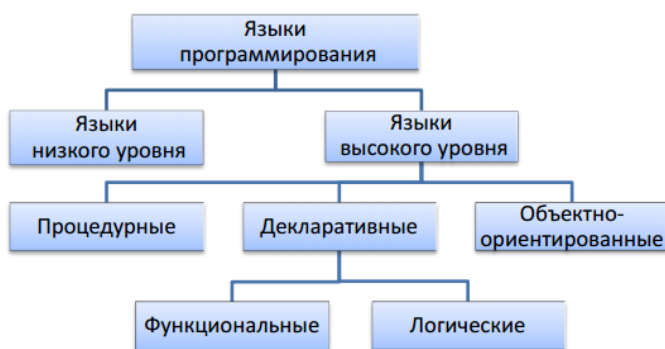 Языки
программирования
Языки
низкого уровня
Языки
высокого уровня
Процедурные
Декларативные
Объектно-
ориентированные
Функциональные
Логические